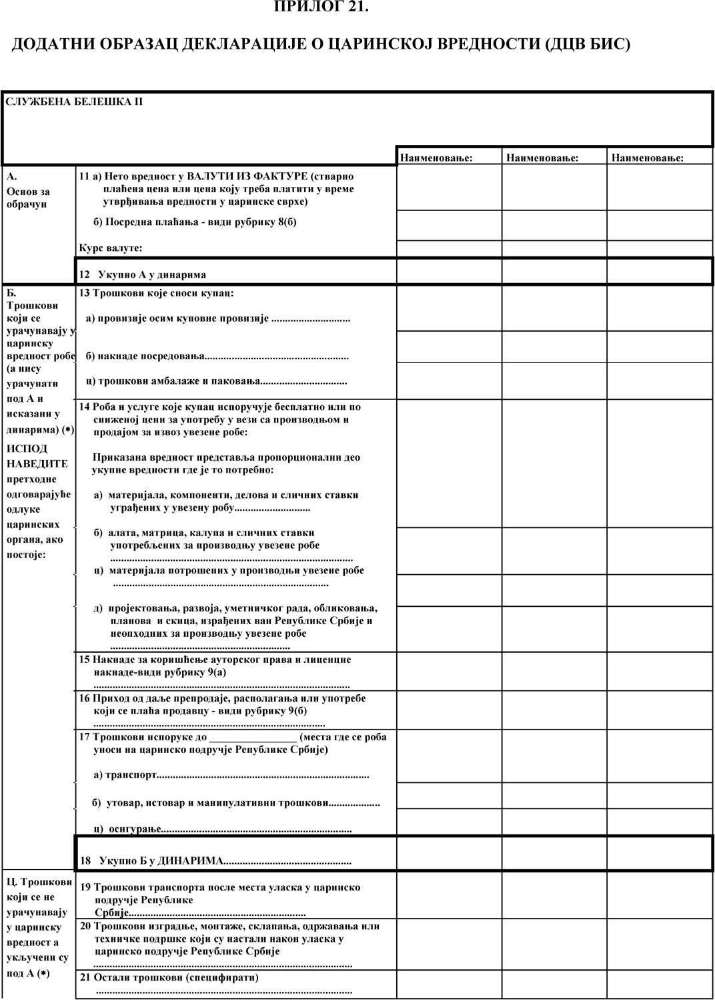 ПРИЛОГ 21.
ДОДАТНИ ОБРАЗАЦ ДЕКЛАРАЦИЈЕ О ЦАРИНСКОЈ ВРЕДНОСТИ (ДЦВ БИС)
СЛУЖБЕНА БЕЛЕШКА II
Наименовање:
Наименовање:
Наименовање:
А.
Основ за
обрачун
11 а) Нето вредност у ВАЛУТИ ИЗ ФАКТУРЕ (стварно
плаћена цена или цена коју треба платити у време
утврђивања вредности у царинске сврхе)
б) Посредна плаћања - види рубрику 8(б)
Курс валуте:
12 Укупно А у динарима
Б.
Трошкови
који се
урачунавају у
царинску
вредност робе
(а нису
урачунати
под А и
исказани у
динарима) (*)
ИСПОД
НАВЕДИТЕ
претходне
одговарајуће
одлуке
царинских
органа, ако
постоје:
13 Трошкови које сноси купац:
а) провизије осим куповне провизије .............................
б) накнаде посредовања.....................................................
ц) трошкови амбалаже и паковања................................
14 Роба и услуге које купац испоручује бесплатно или по
сниженој цени за употребу у вези са производњом и
продајом за извоз увезене робе:
Приказана вредност представља пропорционални део
укупне вредности где је то потребно:
а) материјала, компоненти, делова и сличних ставки
уграђених у увезену робу............................
б) алата, матрица, калупа и сличних ставки
употребљених за производњу увезене робе
.........................................................................................
ц) материјала потрошених у производњи увезене робе
...............................................................................
д) пројектовања, развоја, уметничког рада, обликовања,
планова и скица, израђених ван Републике Србије и
неопходних за производњу увезене робе
..................................................................
15 Накнаде за коришћење ауторског права и лиценцне
накнаде-види рубрику 9(а)
..............................................................................................
16 Приход од даље препродаје, располагања или употребе
који се плаћа продавцу - види рубрику 9(б)
.....................................................................................
17 Трошкови испоруке до ________________ (места где се роба
уноси на царинско подручје Републике Србије)
а) транспорт..............................................................................
б) утовар, истовар и манипулативни трошкови...................
ц) осигурање......................................................................
18 Укупно Б у ДИНАРИМА...............................................
Ц. Трошкови
који се не
урачунавају
у царинску
вредност а
укључени су
под А (*)
19 Трошкови транспорта после места уласка у царинско
подручје Републике
Србије.................................................................
20 Трошкови изградње, монтаже, склапања, одржавања или
техничке подршке који су настали након уласка у
царинско подручје Републике Србије
...............................................................................................
21 Остали трошкови (специфирати)
..............................................................................................